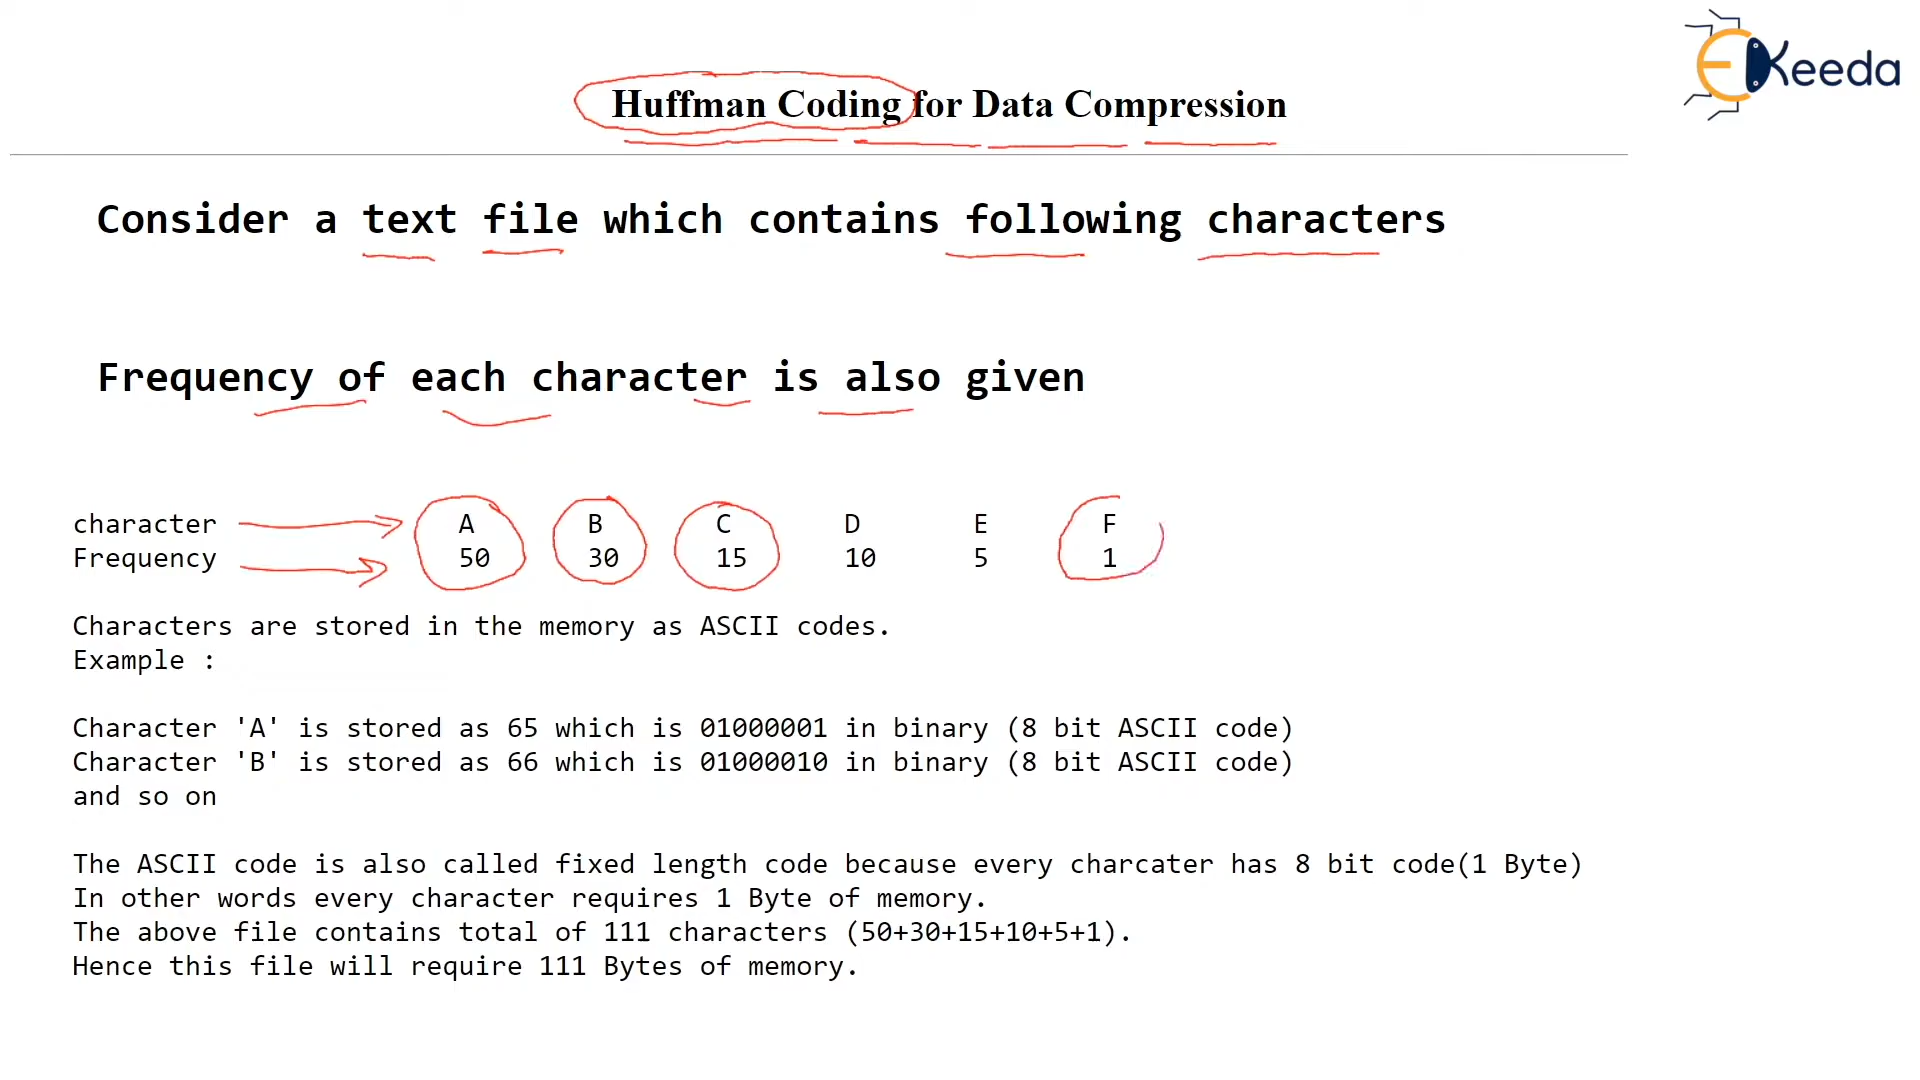 EKeeda
Huffman Coding for Data Compression
Consider a text file which contains following characters
Frequency of each character is also given
character A B C D E F
Frequency 50 30 15 10 5 1
Characters are stored in the memory as ASCII codes.
Example :
Character 'A' is stored as 65 which is 01000001 in binary (8 bit ASCII code)
Character 'B' is stored as 66 which is 01000010 in binary (8 bit ASCII code)
and so on
The ASCII code is also called fixed length code because every charcater has 8 bit code(1 Byte)
In other words every character requires 1 Byte of memory.
The above file contains total of 111 characters (50+30+15+10+5+1).
Hence this file will require 111 Bytes of memory.